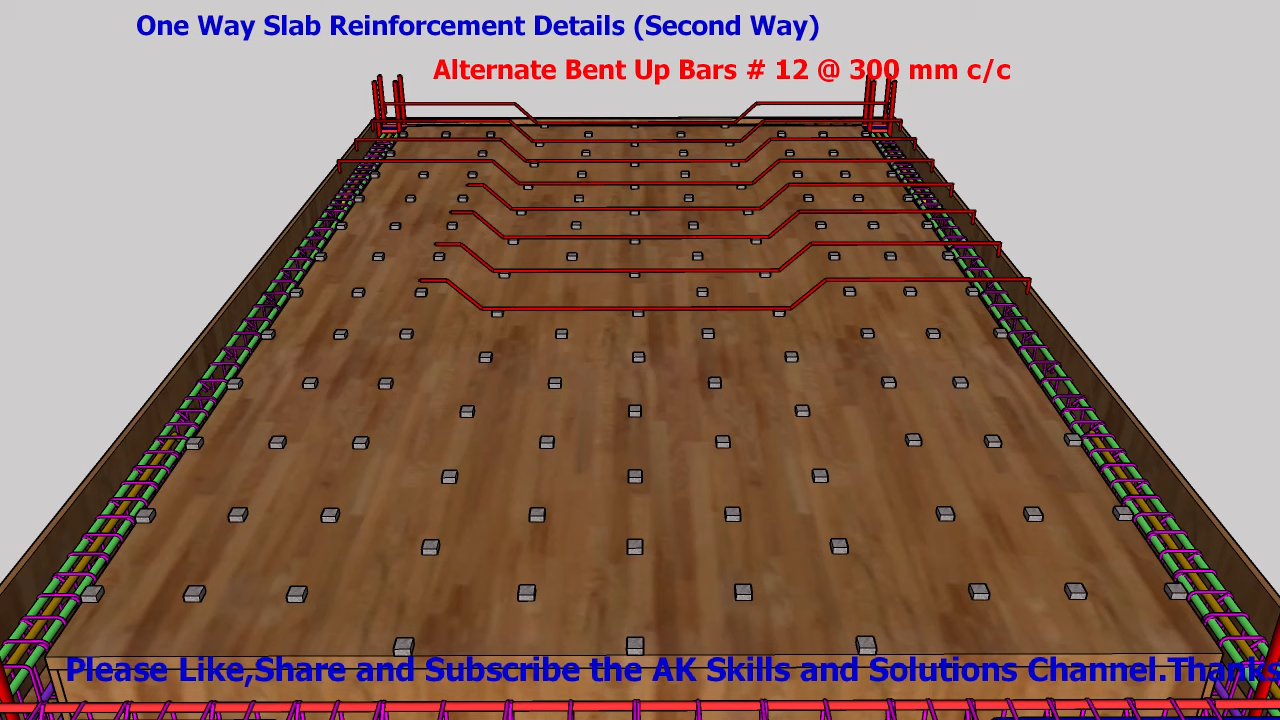 One Way Slab Reinforcement Details (Second Way)
Alternate Bent Up Bars # 12 @ 300 mm c/c
Please Like,Share and Subscribe the AK Skills and Solutions Channel.Thanks